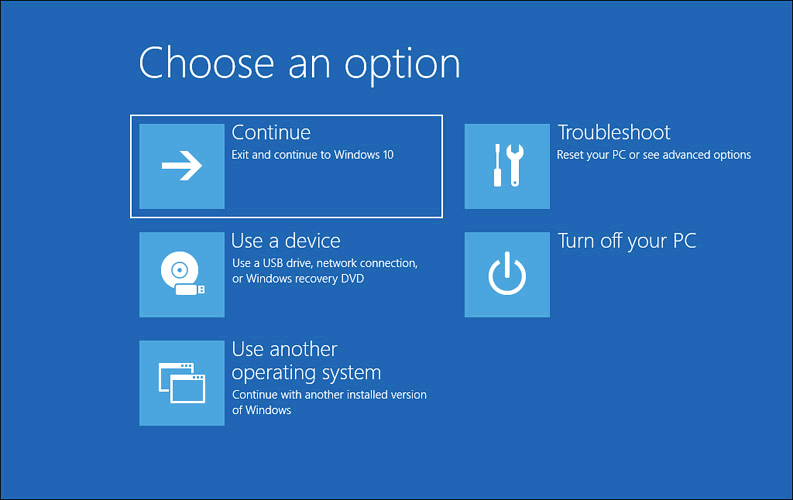 Choose an option
Continue
Exit and continue to Windows 10
Troubleshoot
Reset your PC or see advanced options
Use a device
Use a USB drive, network connection,
or Windows recovery DVD
Turn off your PC
Use another
operating system
Continue with another installed version
of Windows